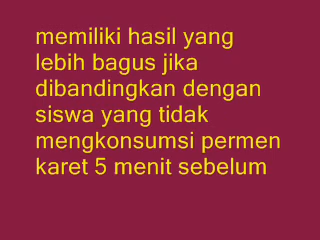 memiliki hasil yang
lebih bagus jika
dibandingkan dengan
siswa yang tidak
mengkonsumsi permen
karet 5 menit sebelum